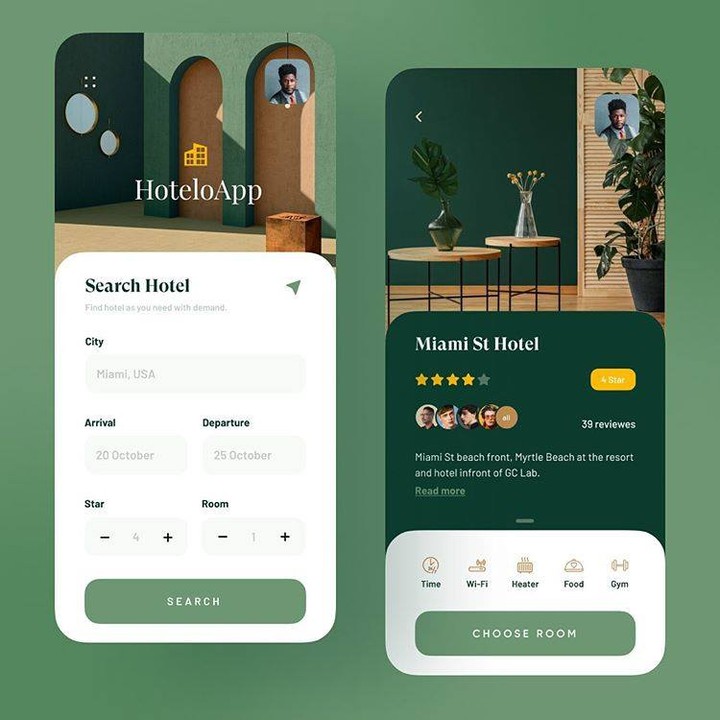 HoteloApp
Search Hotel
Find hotel as you need with demand.
City
Miami, USA
Arrival
Departure
20 October
25 October
Star
Room
4
1
SEARCH
Miami St Hotel
4 Star
all
39 reviewes
Miami St beach front, Myrtle Beach at the resort
and hotel infront of GC Lab.
Read more
24/7
Time
Wi-Fi
Heater
Food
Gym
CHOOSE ROOM